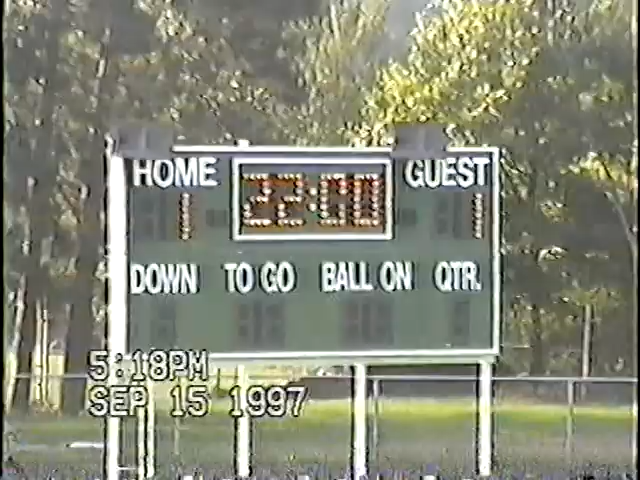 HOME 22:00 GUEST
1 1
DOWN TO GO BALL ON QTR.
5:18PM
SEP 15 1997